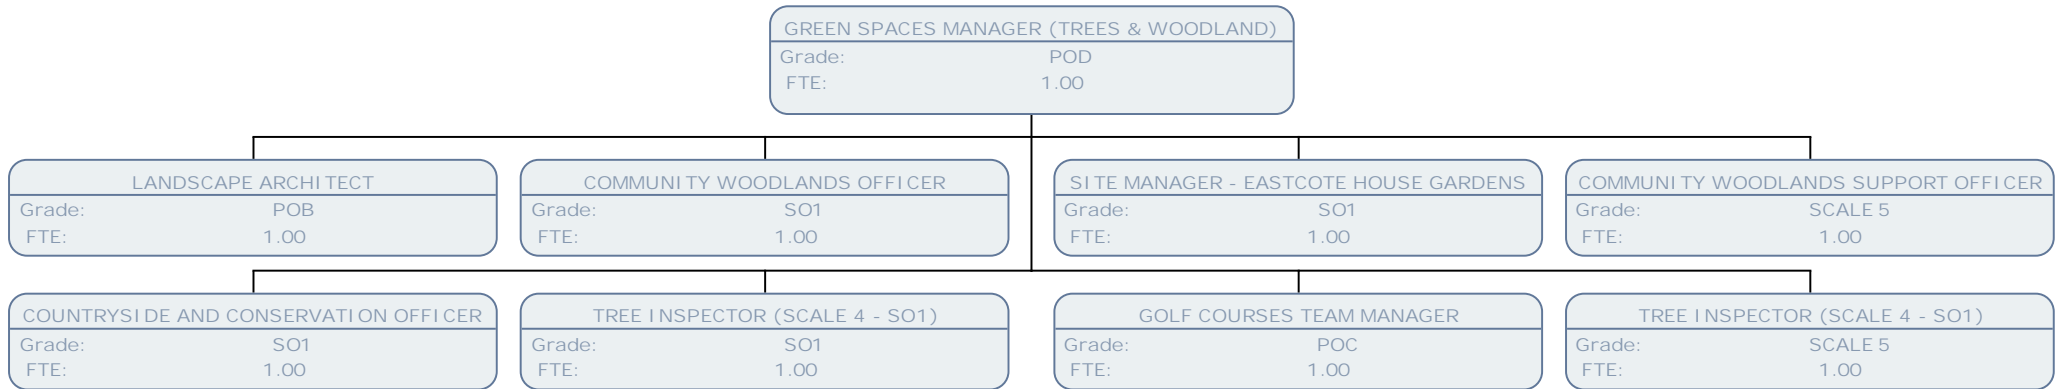 GREEN SPACES MANAGER (TREES & WOODLAND)
Grade: POD
FTE: 1.00
LANDSCAPE ARCHITECT
Grade: POB
FTE: 1.00
COMMUNITY WOODLANDS OFFICER
Grade: SO1
FTE: 1.00
SITE MANAGER - EASTCOTE HOUSE GARDENS
Grade: SO1
FTE: 1.00
COMMUNITY WOODLANDS SUPPORT OFFICER
Grade: SCALE 5
FTE: 1.00
COUNTRYSIDE AND CONSERVATION OFFICER
Grade: SO1
FTE: 1.00
TREE INSPECTOR (SCALE 4 - SO1)
Grade: SO1
FTE: 1.00
GOLF COURSES TEAM MANAGER
Grade: POC
FTE: 1.00
TREE INSPECTOR (SCALE 4 - SO1)
Grade: SCALE 5
FTE: 1.00